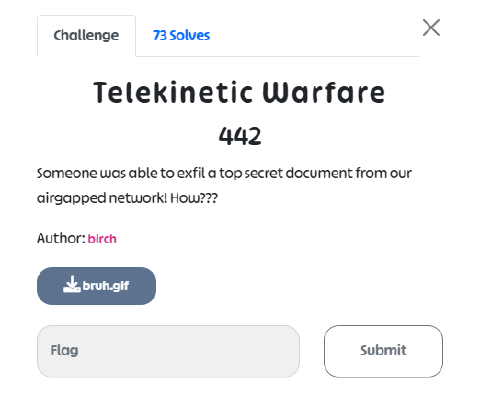 Challenge
73 Solves
Telekinetic Warfare
442
Someone was able to exfil a top secret document from our
airgapped network! How???
Author: birch
bruh.gif
Flag
Submit